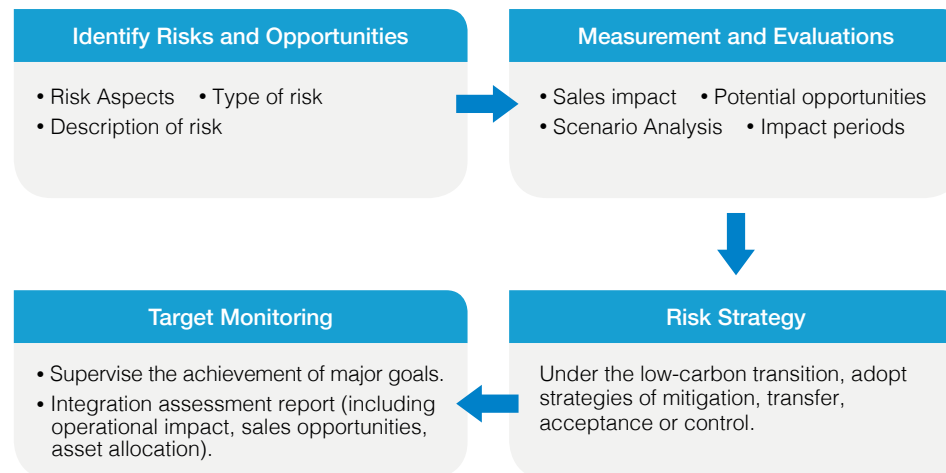 Identify Risks and Opportunities
• Risk Aspects • Type of risk
• Description of risk
Measurement and Evaluations
• Sales impact • Potential opportunities
• Scenario Analysis • Impact periods
Risk Strategy
Under the low-carbon transition, adopt
strategies of mitigation, transfer,
acceptance or control.
Target Monitoring
• Supervise the achievement of major goals.
• Integration assessment report (including
operational impact, sales opportunities,
asset allocation).